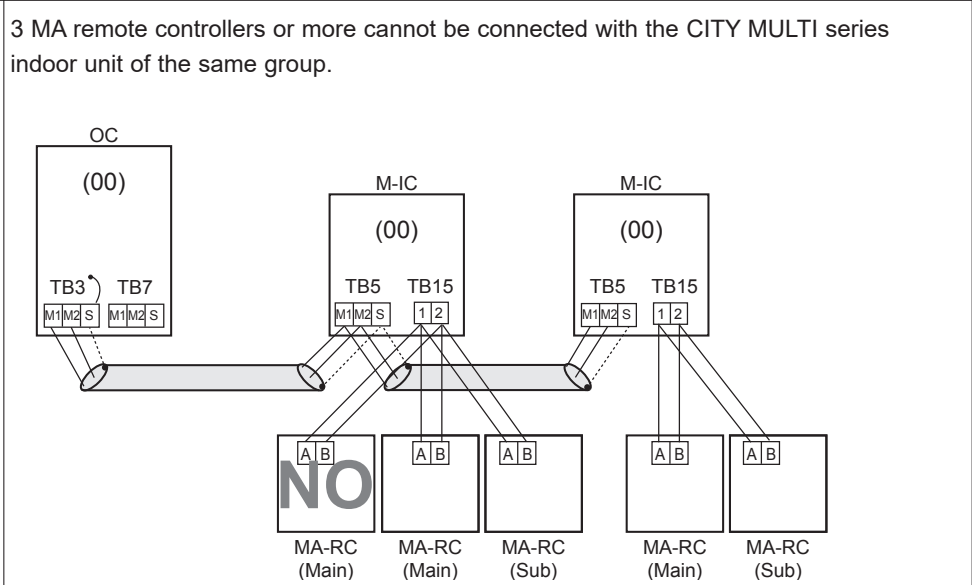 3 MA remote controllers or more cannot be connected with the CITY MULTI series
indoor unit of the same group.
OC
(00)
TB3 TB7
M1 M2 S M1 M2 S
M-IC
(00)
TB5 TB15
M1 M2 S 1 2
M-IC
(00)
TB5 TB15
M1 M2 S 1 2
A B
NO
A B
A B
A B
A B
MA-RC
(Main)
MA-RC
(Main)
MA-RC
(Sub)
MA-RC
(Main)
MA-RC
(Sub)